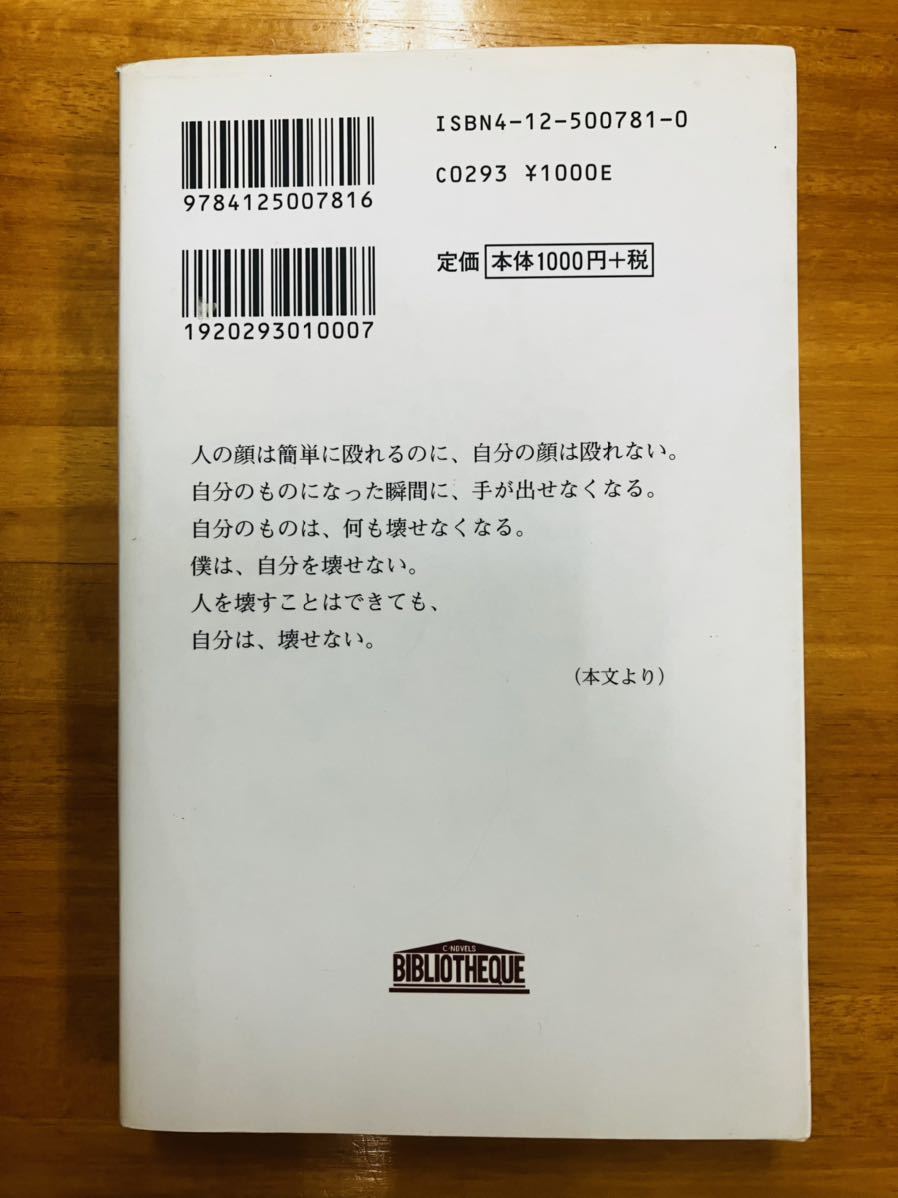 ISBN4-12-500781-0
9784125007816
C0293 ¥1000E
定価 本体1000円+税
1920293010007
人の顔は簡単に殴れるのに、自分の顔は殴れない。
自分のものになった瞬間に、手が出せなくなる。
自分のものは、何も壊せなくなる。
僕は、自分を壊せない。
人を壊すことはできても、
自分は、壊せない。
（本文より）
C★NOVELS
BIBLIOTHEQUE